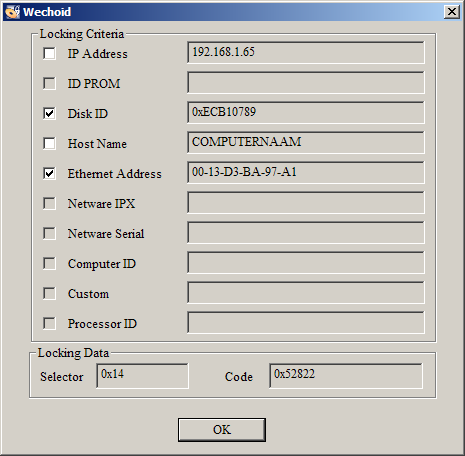 Wechoid
Locking Criteria
IP Address 192.168.1.65
ID PROM
Disk ID 0xECB10789
Host Name COMPUTERNAAM
Ethernet Address 00-13-D3-BA-97-A1
Netware IPX
Netware Serial
Computer ID
Custom
Processor ID
Locking Data
Selector 0x14 Code 0x52822
OK